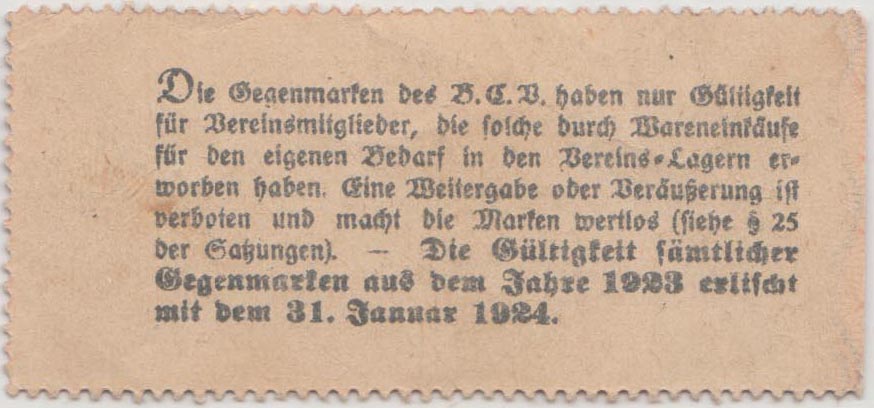 Die Gegenmarken des B.C.V. haben nur Gültigkeit
für Vereinsmitglieder, die solche durch Wareneinkäufe
für den eigenen Bedarf in den Vereins-Lagern er-
worben haben. Eine Weitergabe oder Veräußerung ist
verboten und macht die Marken wertlos (siehe § 25
der Satzungen). — Die Gültigkeit sämtlicher
Gegenmarken aus dem Jahre 1923 erlischt
mit dem 31. Januar 1924.